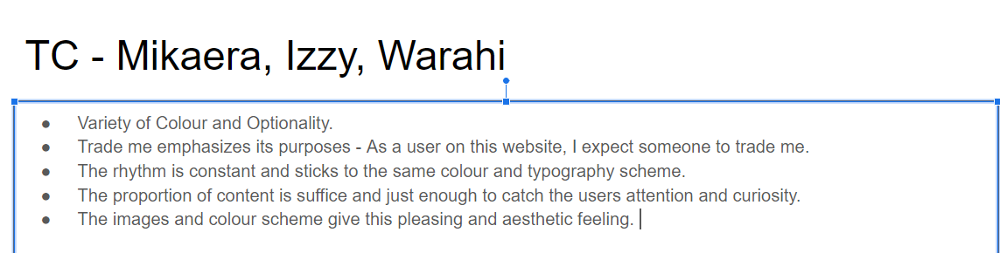 TC - Mikaera, Izzy, Warahi
● Variety of Colour and Optionality.
● Trade me emphasizes its purposes - As a user on this website, I expect someone to trade me.
● The rhythm is constant and sticks to the same colour and typography scheme.
● The proportion of content is suffice and just enough to catch the users attention and curiosity.
● The images and colour scheme give this pleasing and aesthetic feeling.